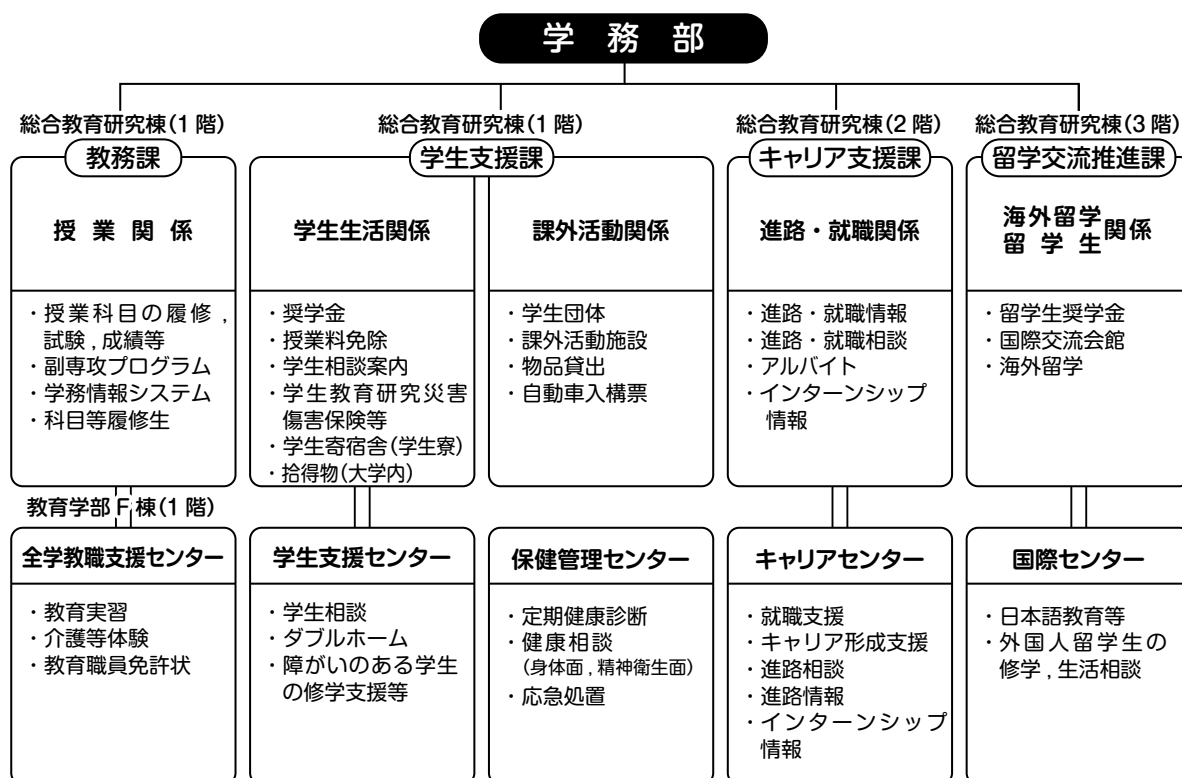 学務部
総合教育研究棟(1階)
教務課
授業関係
・授業科目の履修,
試験,成績等
・副専攻プログラム
・学務情報システム
・科目等履修生
総合教育研究棟(1階)
学生支援課
学生生活関係
・奨学金
・授業料免除
・学生相談案内
・学生教育研究災害
傷害保険等
・学生寄宿舎(学生寮)
・拾得物(大学内)
課外活動関係
・学生団体
・課外活動施設
・物品貸出
・自動車入構票
総合教育研究棟(2階)
キャリア支援課
進路・就職関係
・進路・就職情報
・進路・就職相談
・アルバイト
・インターンシップ
情報
総合教育研究棟(3階)
留学交流推進課
海外留学
留学生関係
・留学生奨学金
・国際交流会館
・海外留学
教育学部F棟(1階)
全学教職支援センター
・教育実習
・介護等体験
・教育職員免許状
学生支援センター
・学生相談
・ダブルホーム
・障がいのある学生
の修学支援等
保健管理センター
・定期健康診断
・健康相談
(身体面,精神衛生面)
・応急処置
キャリアセンター
・就職支援
・キャリア形成支援
・進路相談
・進路情報
・インターンシップ
情報
国際センター
・日本語教育等
・外国人留学生の
修学,生活相談